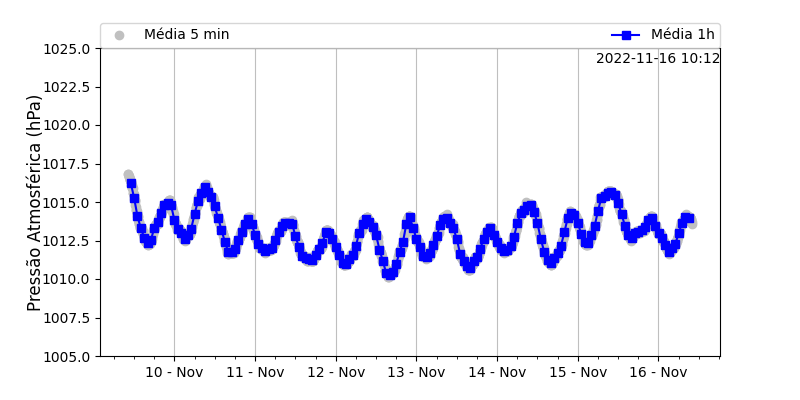 Média 5 min
Média 1h
2022-11-16 10:12
Pressão Atmosférica (hPa)
1025.0
1022.5
1020.0
1017.5
1015.0
1012.5
1010.0
1007.5
1005.0
10 - Nov
11 - Nov
12 - Nov
13 - Nov
14 - Nov
15 - Nov
16 - Nov